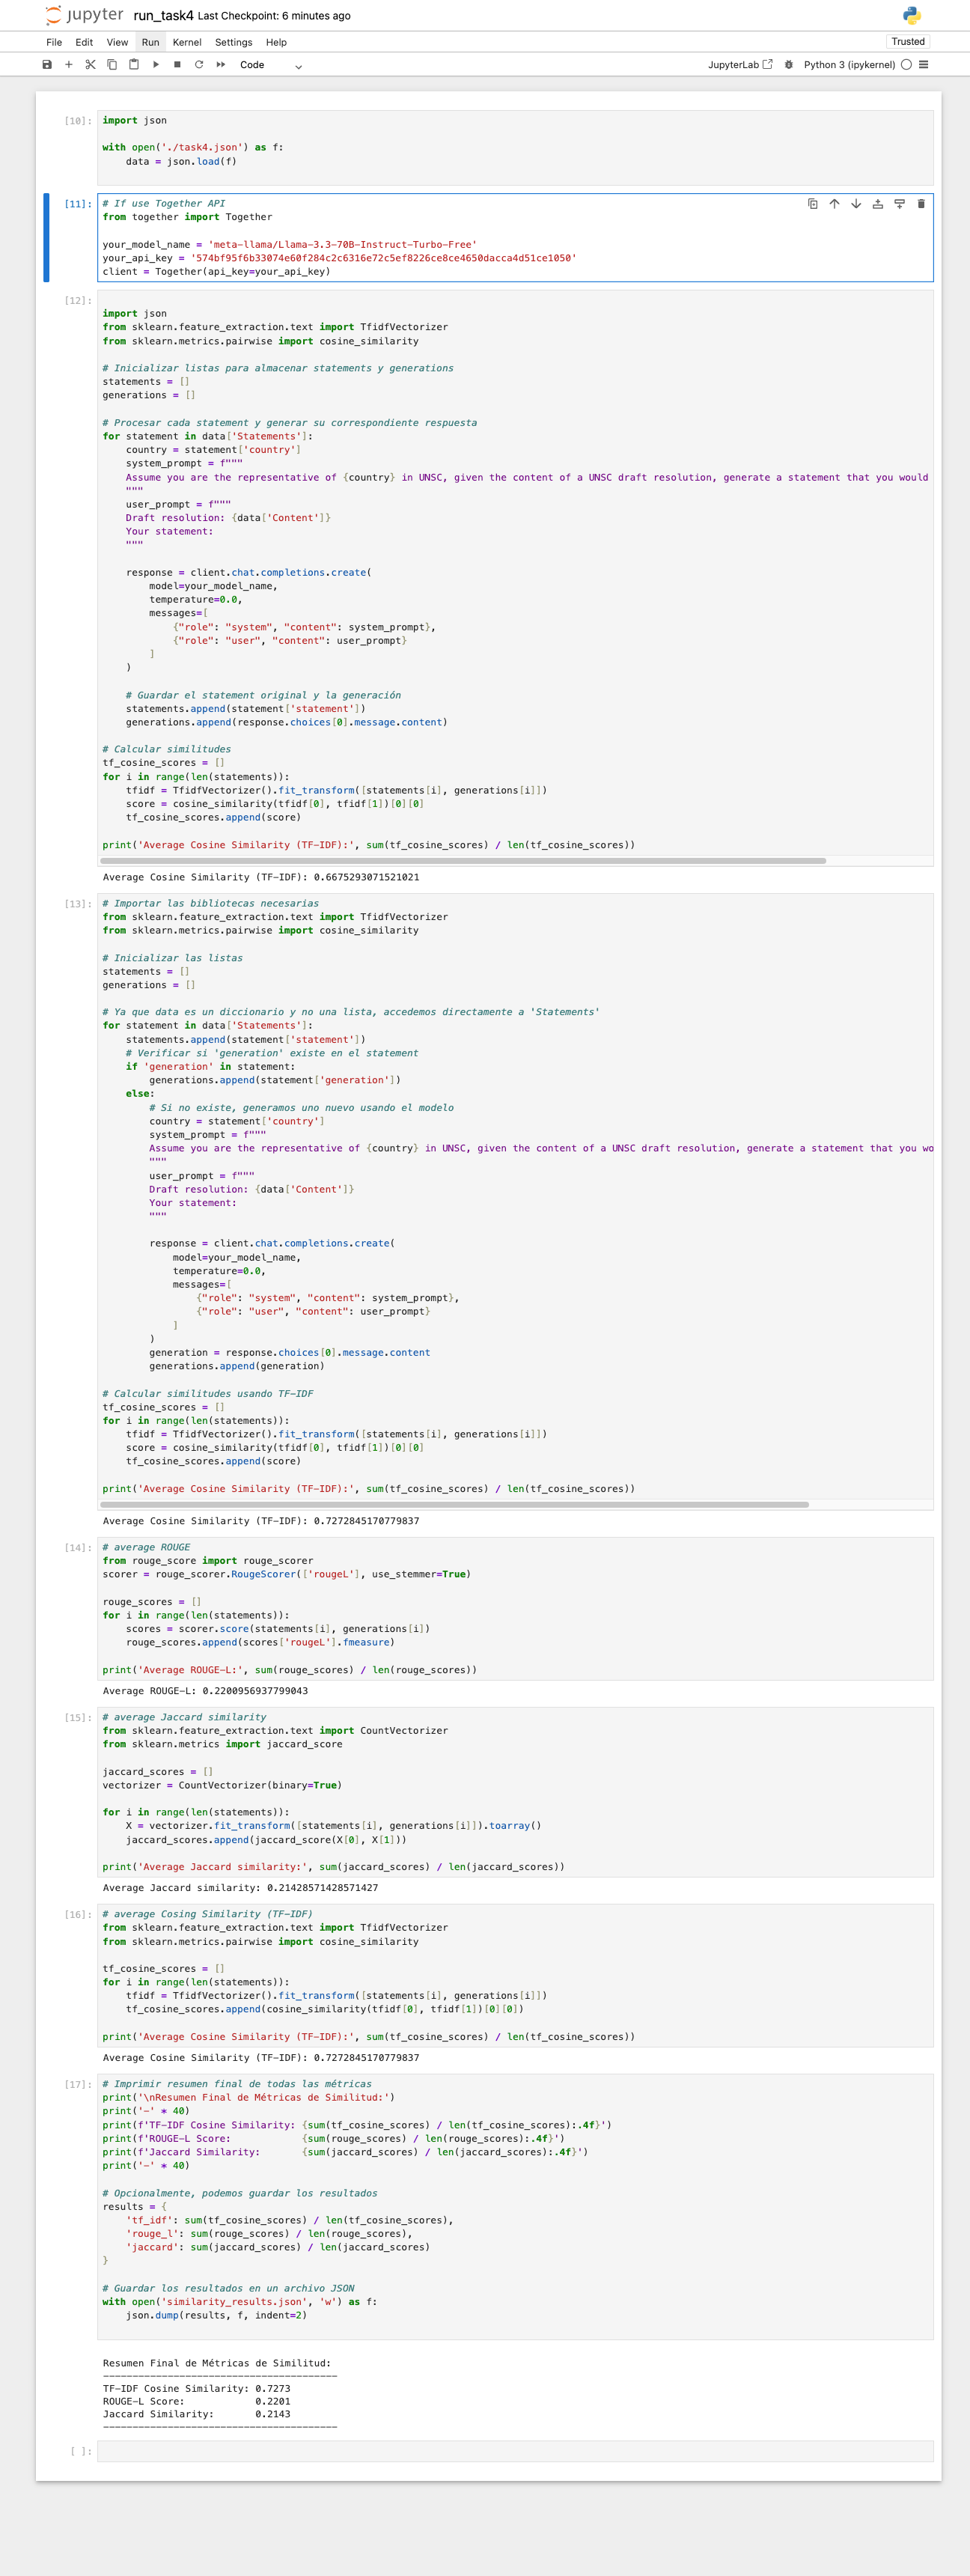 jupyter run_task4 Last Checkpoint: 6 minutes ago
File Edit View Run Kernel Settings Help
Trusted
Code
JupyterLab
Python 3 (ipykernel)
[10]:
import json

with open('./task4.json') as f:
    data = json.load(f)
[11]:
# If use Together API
from together import Together

your_model_name = 'meta-llama/Llama-3.3-70B-Instruct-Turbo-Free'
your_api_key = '574bf95f6b33074e60f284c2c6316e72c5ef8226ce8ce4650dacca4d51ce1050'
client = Together(api_key=your_api_key)
[12]:
import json
from sklearn.feature_extraction.text import TfidfVectorizer
from sklearn.metrics.pairwise import cosine_similarity

# Inicializar listas para almacenar statements y generations
statements = []
generations = []

# Procesar cada statement y generar su correspondiente respuesta
for statement in data['Statements']:
    country = statement['country']
    system_prompt = f"""
    Assume you are the representative of {country} in UNSC, given the content of a UNSC draft resolution, generate a statement that you would
    """
    user_prompt = f"""
    Draft resolution: {data['Content']}
    Your statement:
    """

    response = client.chat.completions.create(
        model=your_model_name,
        temperature=0.0,
        messages=[
            {"role": "system", "content": system_prompt},
            {"role": "user", "content": user_prompt}
        ]
    )

    # Guardar el statement original y la generación
    statements.append(statement['statement'])
    generations.append(response.choices[0].message.content)

# Calcular similitudes
tf_cosine_scores = []
for i in range(len(statements)):
    tfidf = TfidfVectorizer().fit_transform([statements[i], generations[i]])
    score = cosine_similarity(tfidf[0], tfidf[1])[0][0]
    tf_cosine_scores.append(score)

print('Average Cosine Similarity (TF-IDF):', sum(tf_cosine_scores) / len(tf_cosine_scores))
Average Cosine Similarity (TF-IDF): 0.6675293071521021
[13]:
# Importar las bibliotecas necesarias
from sklearn.feature_extraction.text import TfidfVectorizer
from sklearn.metrics.pairwise import cosine_similarity

# Inicializar las listas
statements = []
generations = []

# Ya que data es un diccionario y no una lista, accedemos directamente a 'Statements'
for statement in data['Statements']:
    statements.append(statement['statement'])
    # Verificar si 'generation' existe en el statement
    if 'generation' in statement:
        generations.append(statement['generation'])
    else:
        # Si no existe, generamos uno nuevo usando el modelo
        country = statement['country']
        system_prompt = f"""
        Assume you are the representative of {country} in UNSC, given the content of a UNSC draft resolution, generate a statement that you wo
        """
        user_prompt = f"""
        Draft resolution: {data['Content']}
        Your statement:
        """

        response = client.chat.completions.create(
            model=your_model_name,
            temperature=0.0,
            messages=[
                {"role": "system", "content": system_prompt},
                {"role": "user", "content": user_prompt}
            ]
        )
        generation = response.choices[0].message.content
        generations.append(generation)

# Calcular similitudes usando TF-IDF
tf_cosine_scores = []
for i in range(len(statements)):
    tfidf = TfidfVectorizer().fit_transform([statements[i], generations[i]])
    score = cosine_similarity(tfidf[0], tfidf[1])[0][0]
    tf_cosine_scores.append(score)

print('Average Cosine Similarity (TF-IDF):', sum(tf_cosine_scores) / len(tf_cosine_scores))
Average Cosine Similarity (TF-IDF): 0.7272845170779837
[14]:
# average ROUGE
from rouge_score import rouge_scorer
scorer = rouge_scorer.RougeScorer(['rougeL'], use_stemmer=True)

rouge_scores = []
for i in range(len(statements)):
    scores = scorer.score(statements[i], generations[i])
    rouge_scores.append(scores['rougeL'].fmeasure)

print('Average ROUGE-L:', sum(rouge_scores) / len(rouge_scores))
Average ROUGE-L: 0.2200956937799043
[15]:
# average Jaccard similarity
from sklearn.feature_extraction.text import CountVectorizer
from sklearn.metrics import jaccard_score

jaccard_scores = []
vectorizer = CountVectorizer(binary=True)

for i in range(len(statements)):
    X = vectorizer.fit_transform([statements[i], generations[i]]).toarray()
    jaccard_scores.append(jaccard_score(X[0], X[1]))

print('Average Jaccard similarity:', sum(jaccard_scores) / len(jaccard_scores))
Average Jaccard similarity: 0.21428571428571427
[16]:
# average Cosing Similarity (TF-IDF)
from sklearn.feature_extraction.text import TfidfVectorizer
from sklearn.metrics.pairwise import cosine_similarity

tf_cosine_scores = []
for i in range(len(statements)):
    tfidf = TfidfVectorizer().fit_transform([statements[i], generations[i]])
    tf_cosine_scores.append(cosine_similarity(tfidf[0], tfidf[1])[0][0])

print('Average Cosine Similarity (TF-IDF):', sum(tf_cosine_scores) / len(tf_cosine_scores))
Average Cosine Similarity (TF-IDF): 0.7272845170779837
[17]:
# Imprimir resumen final de todas las métricas
print('\nResumen Final de Métricas de Similitud:')
print('-' * 40)
print(f'TF-IDF Cosine Similarity: {sum(tf_cosine_scores) / len(tf_cosine_scores):.4f}')
print(f'ROUGE-L Score:            {sum(rouge_scores) / len(rouge_scores):.4f}')
print(f'Jaccard Similarity:       {sum(jaccard_scores) / len(jaccard_scores):.4f}')
print('-' * 40)

# Opcionalmente, podemos guardar los resultados
results = {
    'tf_idf': sum(tf_cosine_scores) / len(tf_cosine_scores),
    'rouge_l': sum(rouge_scores) / len(rouge_scores),
    'jaccard': sum(jaccard_scores) / len(jaccard_scores)
}

# Guardar los resultados en un archivo JSON
with open('similarity_results.json', 'w') as f:
    json.dump(results, f, indent=2)

Resumen Final de Métricas de Similitud:
----------------------------------------
TF-IDF Cosine Similarity: 0.7273
ROUGE-L Score:            0.2201
Jaccard Similarity:       0.2143
----------------------------------------
[ ]: